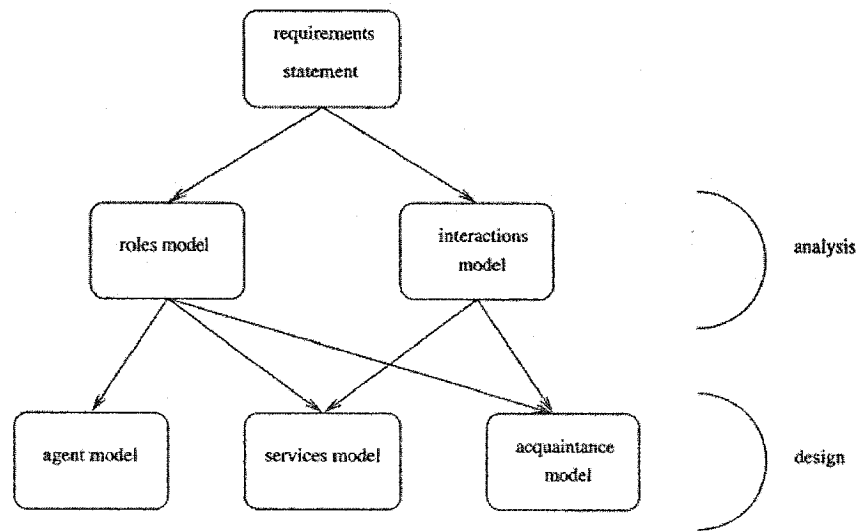 requirements
statement
roles model
interactions
model
analysis
agent model
services model
acquaintance
model
design